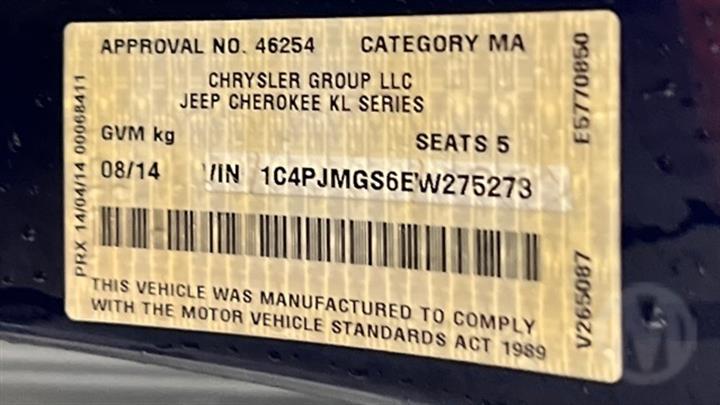 APPROVAL NO. 46254 CATEGORY MA
CHRYSLER GROUP LLC
JEEP CHEROKEE KL SERIES
GVM kg SEATS 5
08/14 VIN 1C4PJMGS6EW275273
THIS VEHICLE WAS MANUFACTURED TO COMPLY
WITH THE MOTOR VEHICLE STANDARDS ACT 1989
PRX 14/04/14 00068411
V265087 E5770850